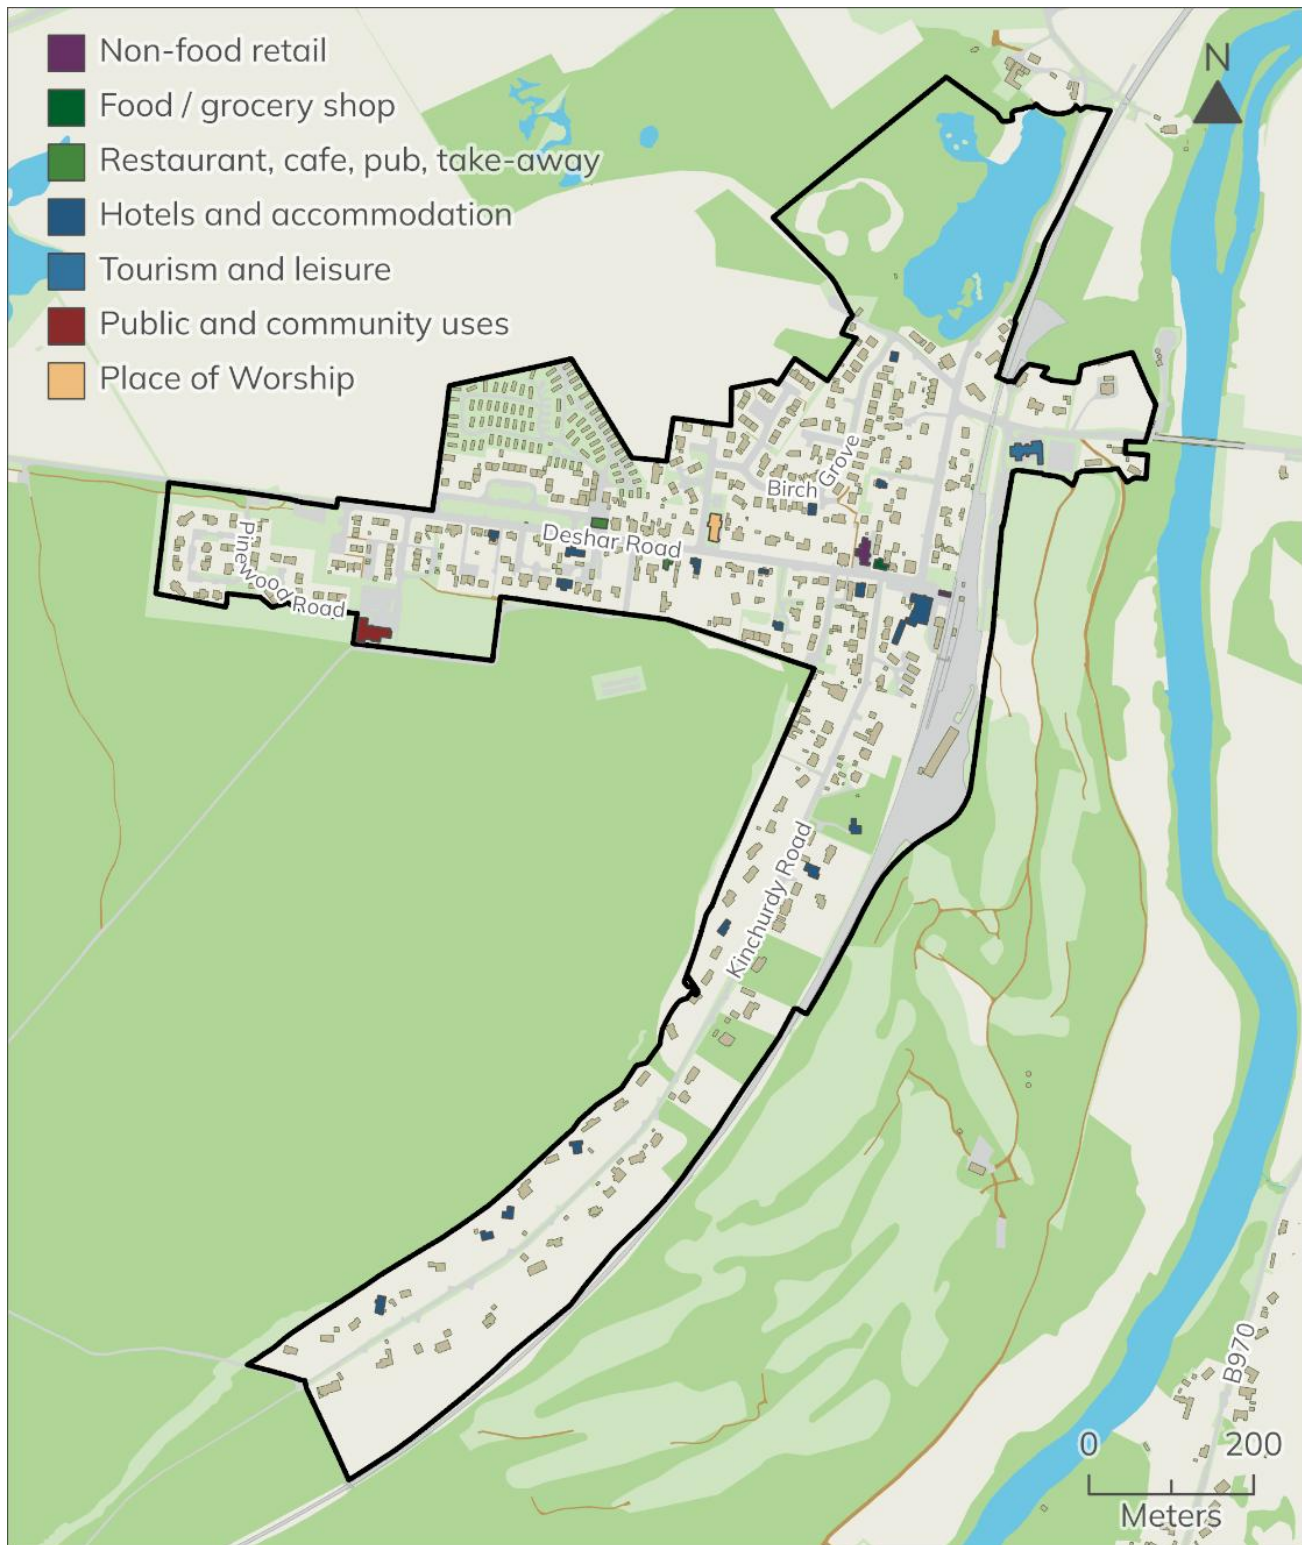 Non-food retail
Food / grocery shop
Restaurant, cafe, pub, take-away
Hotels and accommodation
Tourism and leisure
Public and community uses
Place of Worship
N
Birch Grove
Deshar Road
Pinewood Road
Kinchurdy Road
B970
0 200
Meters